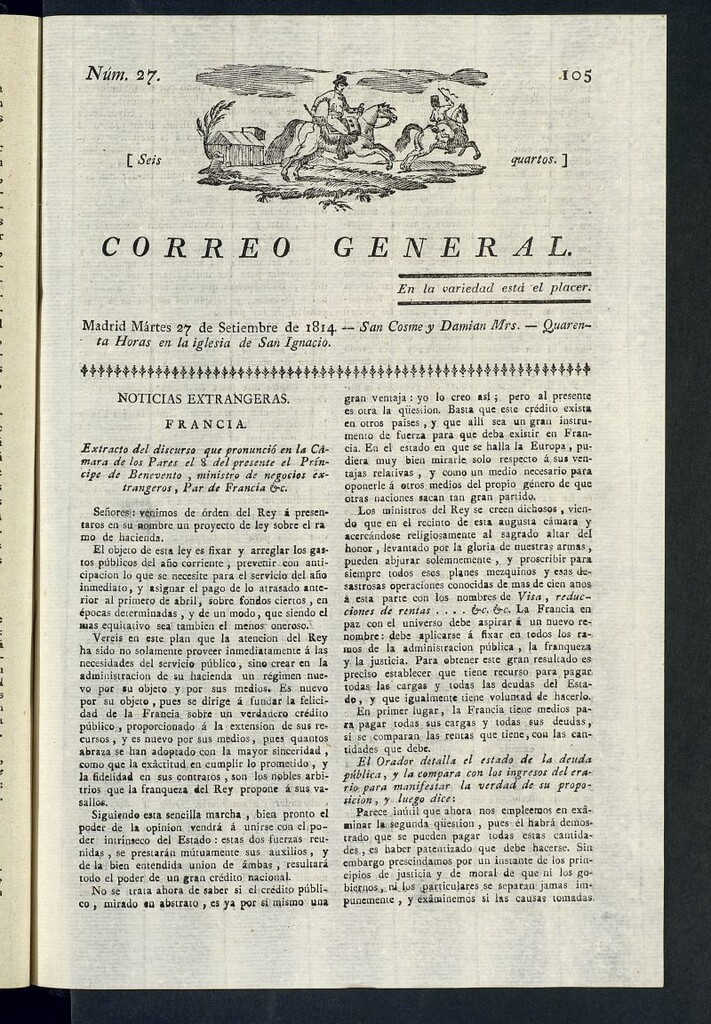 Núm. 27.
105
[ Seis
quartos. ]
CORREO GENERAL.
En la variedad está el placer.
Madrid Mártes 27 de Setiembre de 1814 — San Cosme y Damian Mrs. — Quaren-
ta Horas en la iglesia de San Ignacio.
NOTICIAS EXTRANGERAS.
FRANCIA.
Extracto del discurso que pronunció en la Cá-
mara de los Pares el 8 del presente el Prín-
cipe de Benevento , ministro de negocios ex-
trangeros , Par de Francia &c.
Señores : venimos de órden del Rey á presen-
taros en su nombre un proyecto de ley sobre el ra
mo de hacienda.
El objeto de esta ley es fixar y arreglar los gas-
tos públicos del año corriente , prevenir con anti-
cipacion lo que se necesite para el servicio del año
inmediato , y asignar el pago de lo atrasado ante-
rior al primero de abril, sobre fondos ciertos , en
épocas determinadas , y de un modo, que siendo el
mas equitativo sea tambien el menos oneroso.
Vereis en este plan que la atencion del Rey
ha sido no solamente proveer inmediatamente á las
necesidades del servicio público , sino crear en la
administracion de su hacienda un régimen nue-
vo por su objeto y por sus medios. Es nuevo
por su objeto , pues se dirige á fundar la felici-
dad de la Francia sobre un verdadero crédito
público , proporcionado á la extension de sus re-
cursos , y es nuevo por sus medios, pues quantos
abraza se han adoptado con la mayor sinceridad ,
como que la exâctitud en cumplir lo prometido , y
la fidelidad en sus contratos , son los nobles arbi-
trios que la franqueza del Rey propone á sus va-
sallos.
Siguiendo esta sencilla marcha , bien pronto el
poder de la opinion vendrá á unirse con el po-
der intrínseco del Estado : estas dos fuerzas reu-
nidas , se prestarán mútuamente sus auxîlios , y
de la bien entendida union de ámbas , resultará
todo el poder de un gran crédito nacional.
No se trata ahora de saber si el crédito públi-
co , mirado en abstrato , es ya por si mismo una
gran ventaja : yo lo creo así ; pero al presente
es otra la qüestion. Basta que este crédito exista
en otros paises , y que allí sea un gran instru-
mento de fuerza para que deba existir en Fran-
cia. En el estado en que se halla la Europa , pu-
diera muy bien mirarle solo respecto á sus ven-
tajas relativas , y como un medio necesario para
oponerle á otros medios del propio género de que
otras naciones sacan tan gran partido.
Los ministros del Rey se creen dichosos , vien-
do que en el recinto de esta augusta cámara y
acercándose religiosamente al sagrado altar del
honor , levantado por la gloria de nuestras armas ,
pueden abjurar solemnemente , y proscribir para
siempre todos esos planes mezquinos y esas de-
sastrosas operaciones conocidas de mas de cien años
á esta parte con los nombres de Visa, reduc-
ciones de rentas . . . . &c. &c. La Francia en
paz con el universo debe aspirar á un nuevo re-
nombre: debe aplicarse á fixar en todos los ra-
mos de la administracion pública , la franqueza
y la justicia. Para obtener este gran resultado es
preciso establecer que tiene recurso para pagar
todas las cargas y todas las deudas del Esta-
do, y que igualmente tiene voluntad de hacerlo.
En primer lugar, la Francia tiene medios pa-
ra pagar todas sus cargas y todas sus deudas,
si se comparan las rentas que tiene, con las can-
tidades que debe.
El Orador detalla el estado de la deuda
pública, y la compara con los ingresos del era-
rio para manifestar la verdad de su propo-
sicion , y luego dice:
Parece inútil que ahora nos empleemos en exâ-
minar la segunda qüestion, pues el habrá demos-
trado que se pueden pagar todas estas cantida-
des , es haber patentizado que debe hacerse. Sin
embargo prescindamos por un instante de los prin-
cipios de justicia y de moral de que ni los go-
biernos, ni los particulares se separan jamas im-
punemente , y exâminemos si las causas tomadas